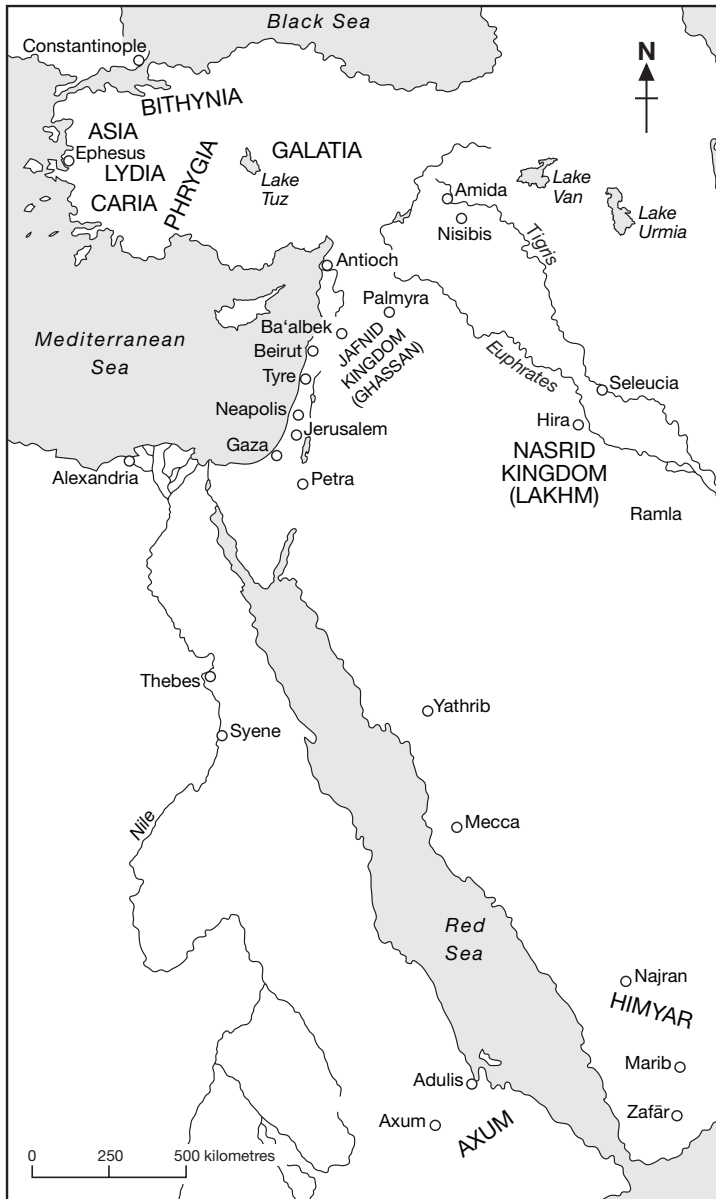 Black Sea
Constantinople
N
BITHYNIA
ASIA
Ephesus
LYDIA
CARIA
PHRYGIA
GALATIA
Lake
Tuz
Amida
Nisibis
Lake
Van
Lake
Urmia
Tigris
Antioch
Palmyra
Mediterranean
Sea
Ba‘albek
Beirut
Tyre
JAFNID
KINGDOM
(GHASSAN)
Euphrates
Seleucia
Neapolis
Jerusalem
Hira
Gaza
NASRID
KINGDOM
(LAKHM)
Alexandria
Petra
Ramla
Thebes
Yathrib
Syene
Nile
Mecca
Red
Sea
Najran
HIMYAR
Marib
Adulis
Axum
AXUM
Zafār
0 250 500 kilometres